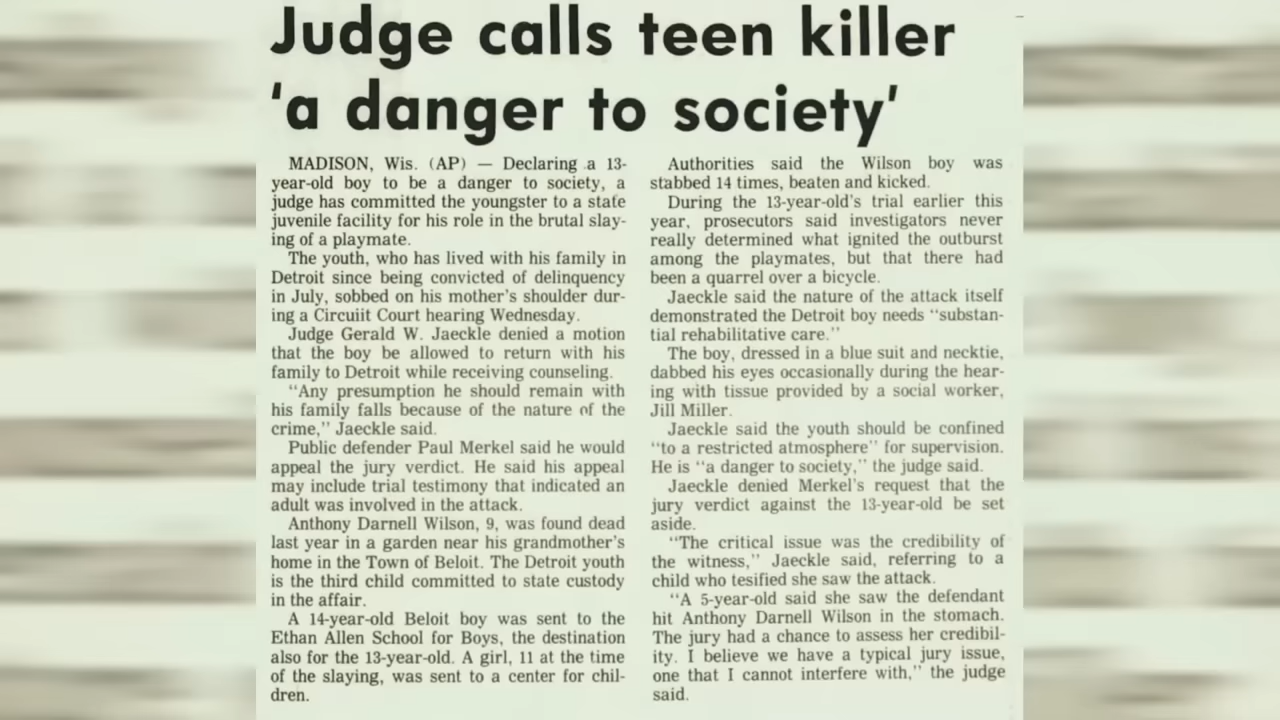 Judge calls teen killer
'a danger to society'
MADISON, Wis. (AP) — Declaring a 13-
year-old boy to be a danger to society, a
judge has committed the youngster to a state
juvenile facility for his role in the brutal slay-
ing of a playmate.
The youth, who has lived with his family in
Detroit since being convicted of delinquency
in July, sobbed on his mother's shoulder dur-
ing a Circuiit Court hearing Wednesday.
Judge Gerald W. Jaeckle denied a motion
that the boy be allowed to return with his
family to Detroit while receiving counseling.
"Any presumption he should remain with
his family falls because of the nature of the
crime," Jaeckle said.
Public defender Paul Merkel said he would
appeal the jury verdict. He said his appeal
may include trial testimony that indicated an
adult was involved in the attack.
Anthony Darnell Wilson, 9, was found dead
last year in a garden near his grandmother's
home in the Town of Beloit. The Detroit youth
is the third child committed to state custody
in the affair.
A 14-year-old Beloit boy was sent to the
Ethan Allen School for Boys, the destination
also for the 13-year-old. A girl, 11 at the time
of the slaying, was sent to a center for chil-
dren.
Authorities said the Wilson boy was
stabbed 14 times, beaten and kicked.
During the 13-year-old's trial earlier this
year, prosecutors said investigators never
really determined what ignited the outburst
among the playmates, but that there had
been a quarrel over a bicycle.
Jaeckle said the nature of the attack itself
demonstrated the Detroit boy needs "substan-
tial rehabilitative care."
The boy, dressed in a blue suit and necktie,
dabbed his eyes occasionally during the hear-
ing with tissue provided by a social worker,
Jill Miller.
Jaeckle said the youth should be confined
"to a restricted atmosphere" for supervision.
He is "a danger to society," the judge said.
Jaeckle denied Merkel's request that the
jury verdict against the 13-year-old be set
aside.
"The critical issue was the credibility of
the witness," Jaeckle said, referring to a
child who tesified she saw the attack.
"A 5-year-old said she saw the defendant
hit Anthony Darnell Wilson in the stomach.
The jury had a chance to assess her credibil-
ity. I believe we have a typical jury issue,
one that I cannot interfere with," the judge
said.